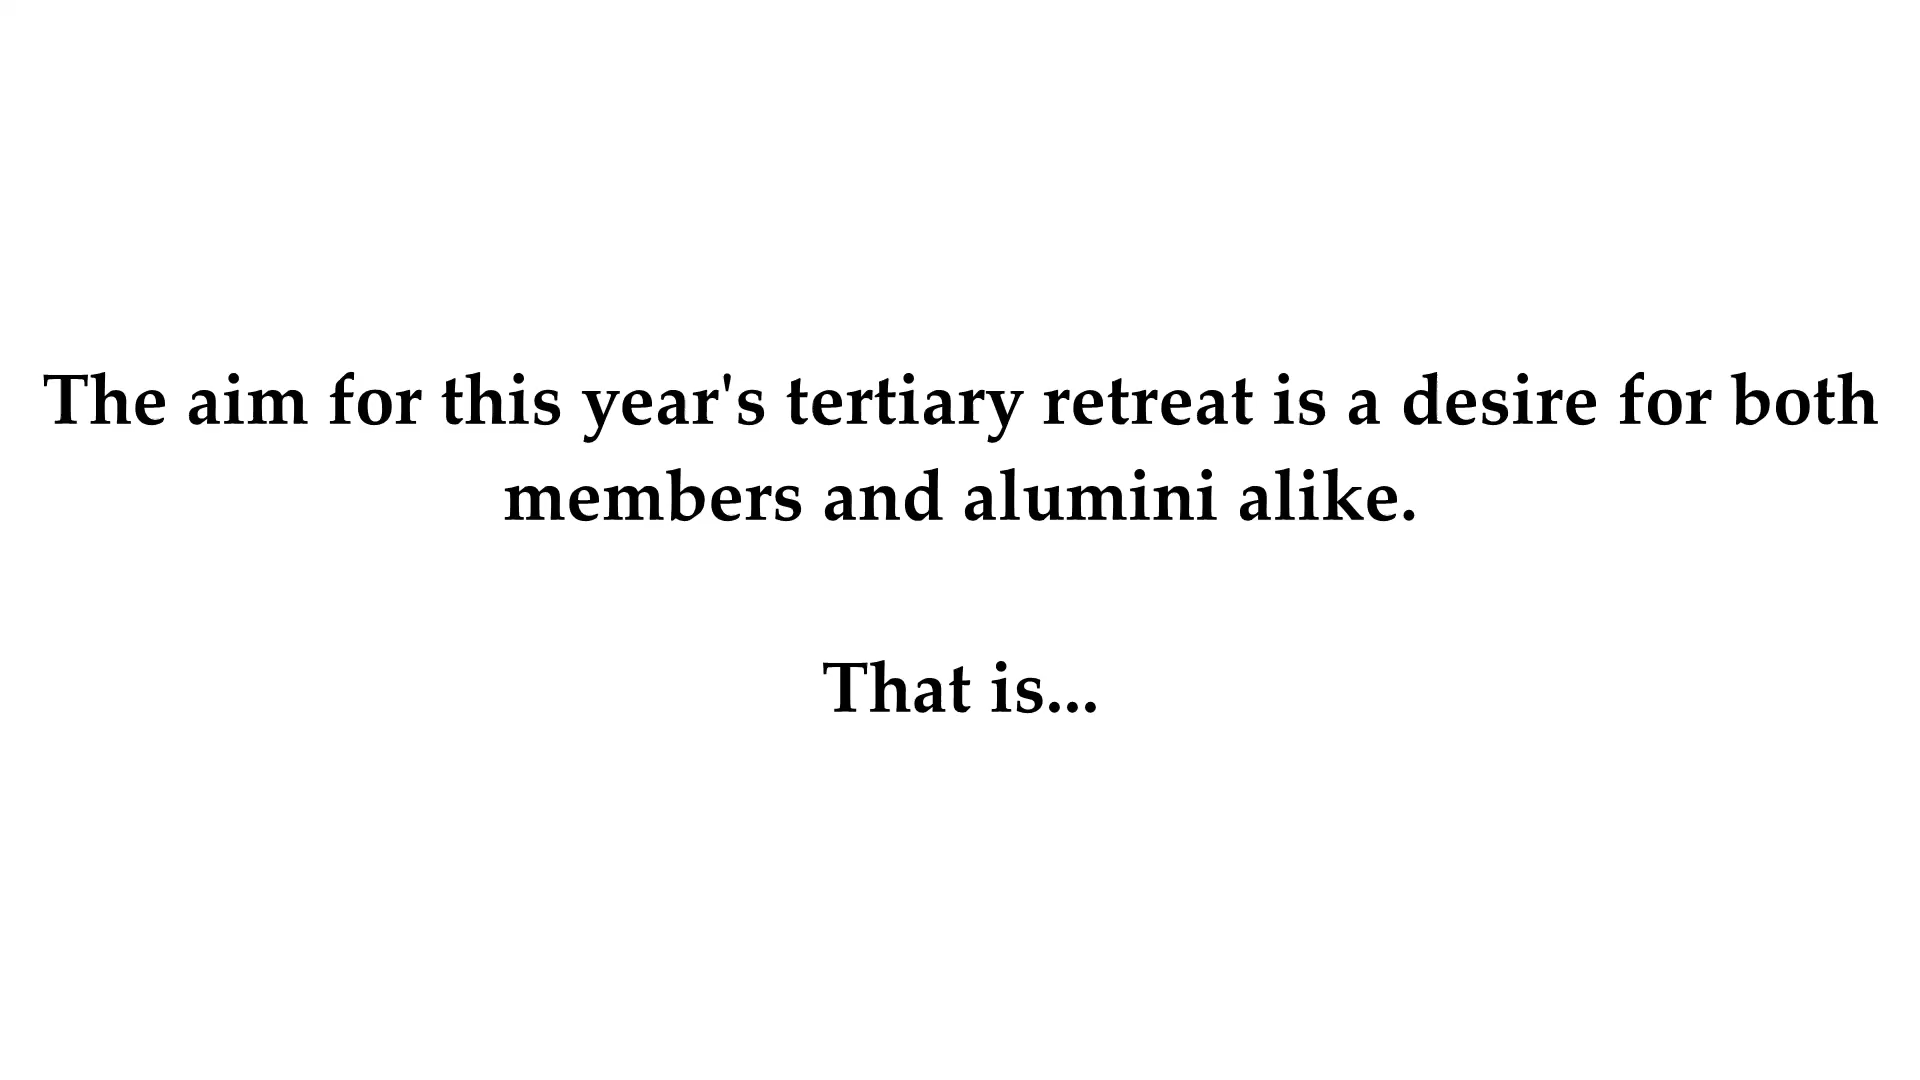 The aim for this year's tertiary retreat is a desire for both
members and alumini alike.
That is...